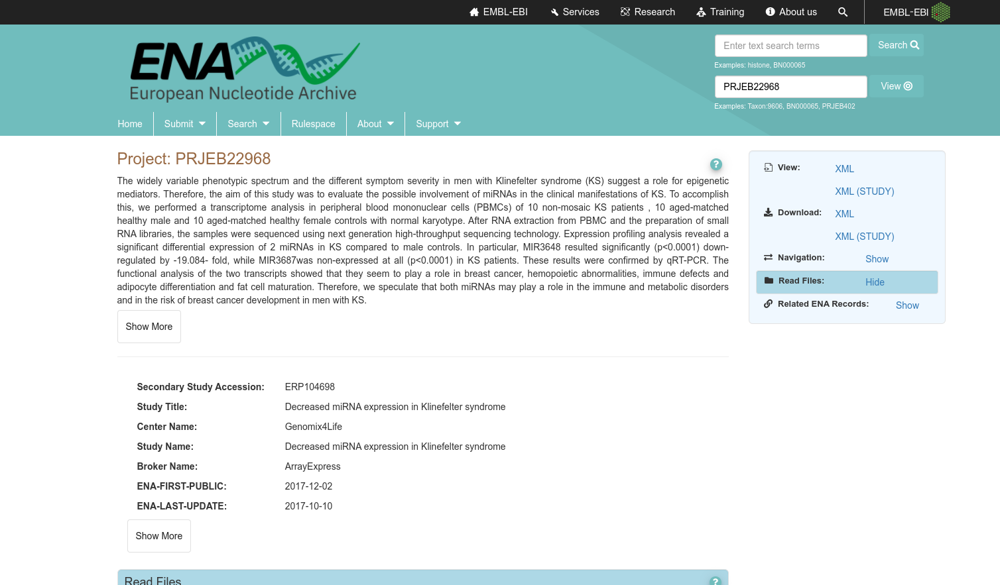 EMBL-EBI Services Research Training About us EMBL-EBI
ENA
European Nucleotide Archive
Enter text search terms Search
Examples: histone, BN000065
PRJEB22968 View
Examples: Taxon:9606, BN000065, PRJEB402
Home Submit Search Rulespace About Support
Project: PRJEB22968
?
The widely variable phenotypic spectrum and the different symptom severity in men with Klinefelter syndrome (KS) suggest a role for epigenetic
mediators. Therefore, the aim of this study was to evaluate the possible involvement of miRNAs in the clinical manifestations of KS. To accomplish
this, we performed a transcriptome analysis in peripheral blood mononuclear cells (PBMCs) of 10 non-mosaic KS patients , 10 aged-matched
healthy male and 10 aged-matched healthy female controls with normal karyotype. After RNA extraction from PBMC and the preparation of small
RNA libraries, the samples were sequenced using next generation high-throughput sequencing technology. Expression profiling analysis revealed a
significant differential expression of 2 miRNAs in KS compared to male controls. In particular, MIR3648 resulted significantly (p<0.0001) down-
regulated by -19.084- fold, while MIR3687was non-expressed at all (p<0.0001) in KS patients. These results were confirmed by qRT-PCR. The
functional analysis of the two transcripts showed that they seem to play a role in breast cancer, hemopoietic abnormalities, immune defects and
adipocyte differentiation and fat cell maturation. Therefore, we speculate that both miRNAs may play a role in the immune and metabolic disorders
and in the risk of breast cancer development in men with KS.
Show More
View: XML
XML (STUDY)
Download: XML
XML (STUDY)
Navigation: Show
Read Files: Hide
Related ENA Records: Show
Secondary Study Accession: ERP104698
Study Title: Decreased miRNA expression in Klinefelter syndrome
Center Name: Genomix4Life
Study Name: Decreased miRNA expression in Klinefelter syndrome
Broker Name: ArrayExpress
ENA-FIRST-PUBLIC: 2017-12-02
ENA-LAST-UPDATE: 2017-10-10
Show More
Read Files ?